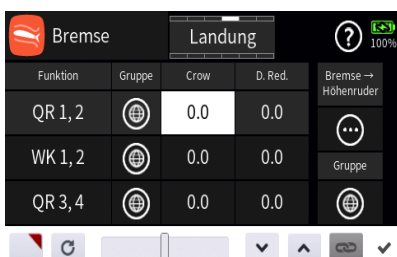 Bremse
Landung
?
100%
Funktion Gruppe Crow D. Red. Bremse →
Höhenruder
QR 1, 2 0.0 0.0
WK 1, 2 0.0 0.0
Gruppe
QR 3, 4 0.0 0.0